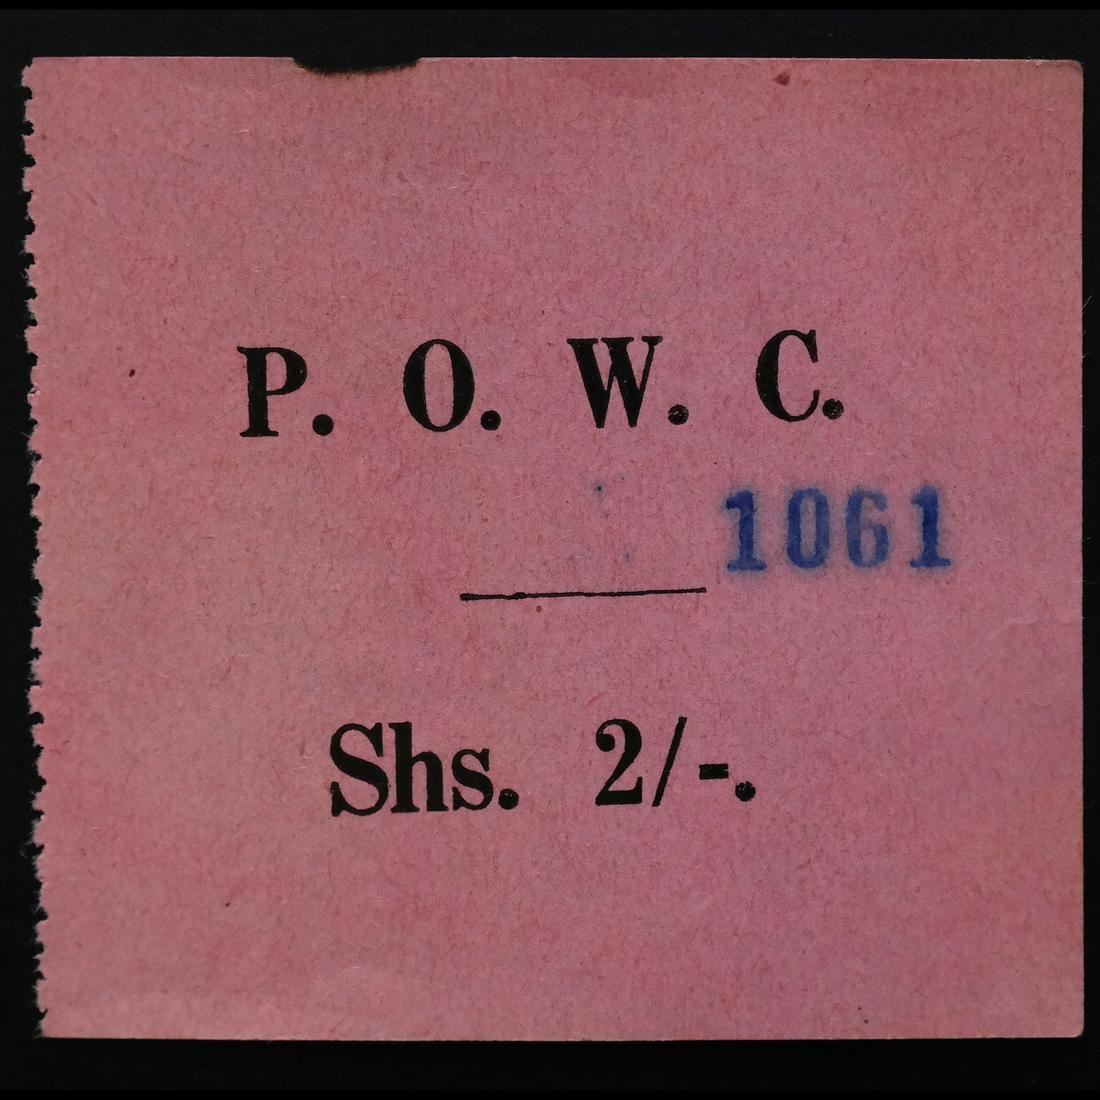 P. O. W. C.
1061
Shs. 2/-.